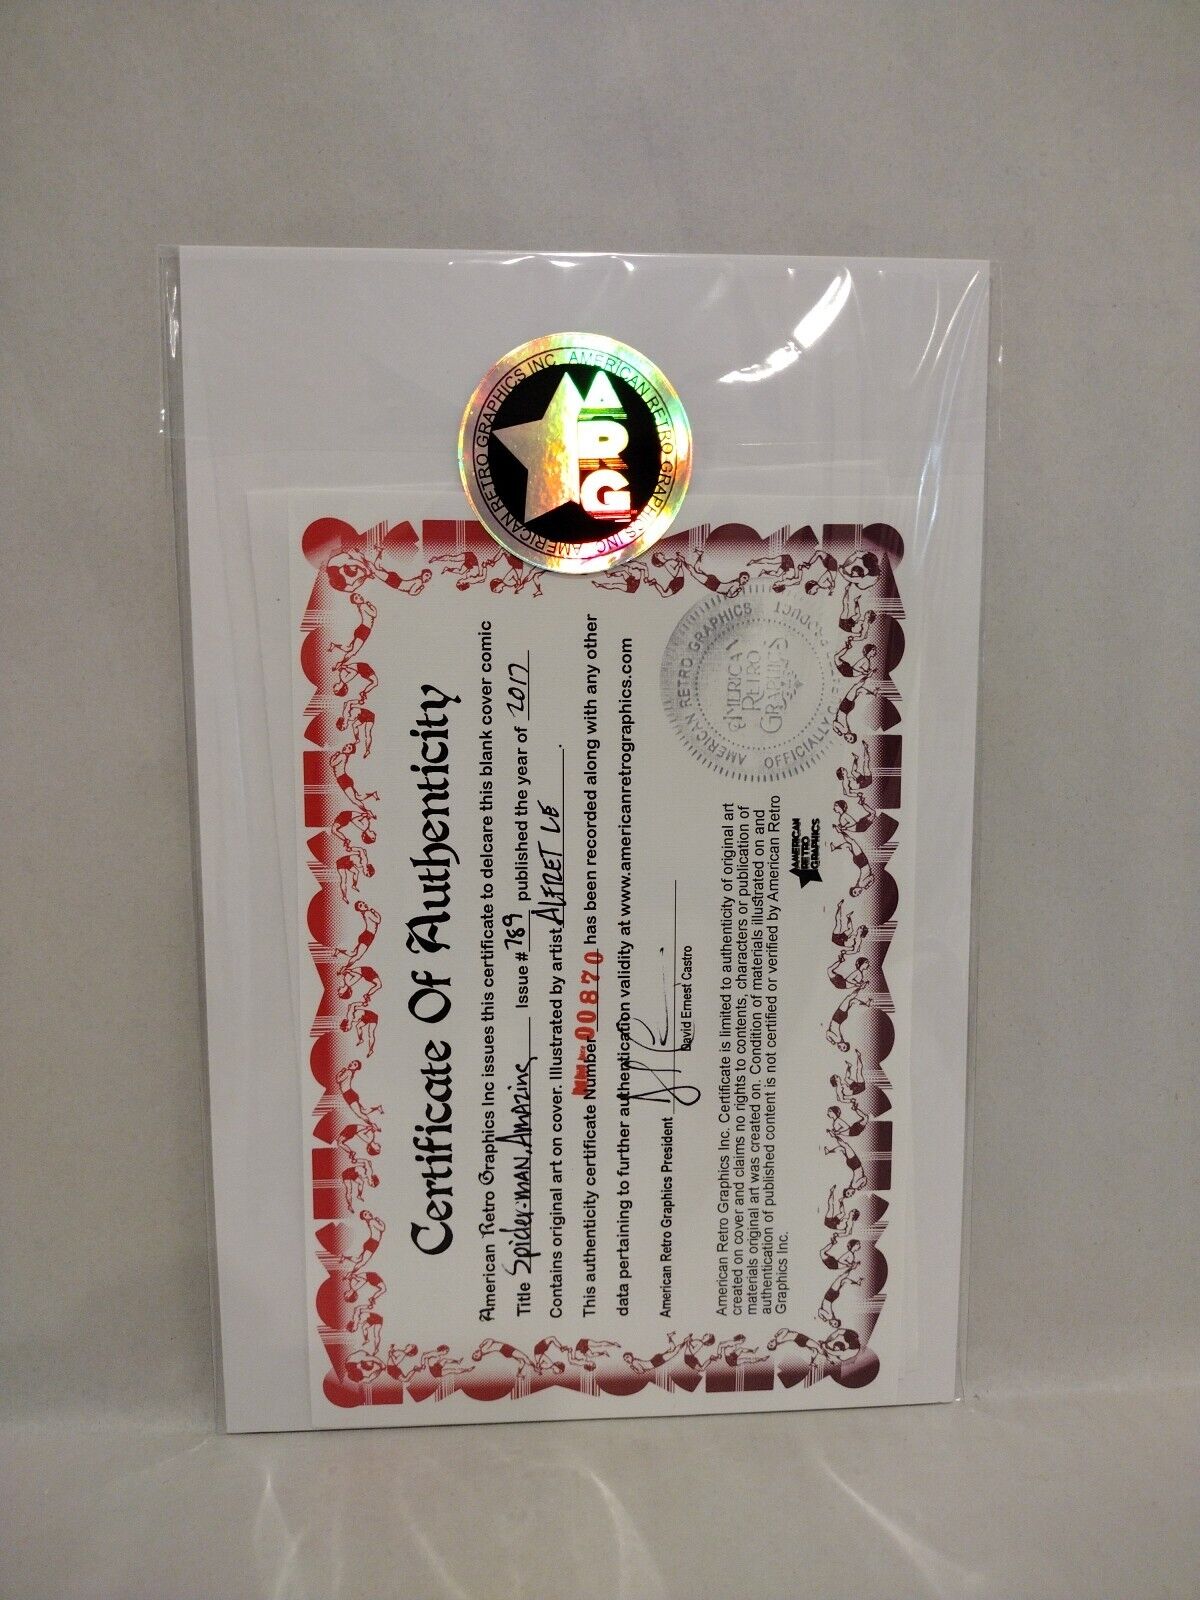 AMERICAN RETRO GRAPHICS INC. AMERICAN RETRO GRAPHICS INC.
ARG
Certificate Of Authenticity
American Retro Graphics Inc issues this certificate to delcare this blank cover comic
Title Spider-man, Amazing Issue # 789 published the year of 2017
Contains original art on cover. Illustrated by artist ALFRET LE.
This authenticity certificate Number 00870 has been recorded along with any other
data pertaining to further authentication validity at www.americanretrographics.com
American Retro Graphics President
David Ernest Castro
AMERICAN RETRO GRAPHICS OFFICIALLY PRODUCT
AMERICAN
RETRO
GRAPHICS
American Retro Graphics Inc. Certificate is limited to authenticity of original art
created on cover and claims no rights to contents, characters or publication of
materials original art was created on. Condition of materials illustrated on and
authentication of published content is not certified or verified by American Retro
Graphics Inc.
AMERICAN
RETRO
GRAPHICS